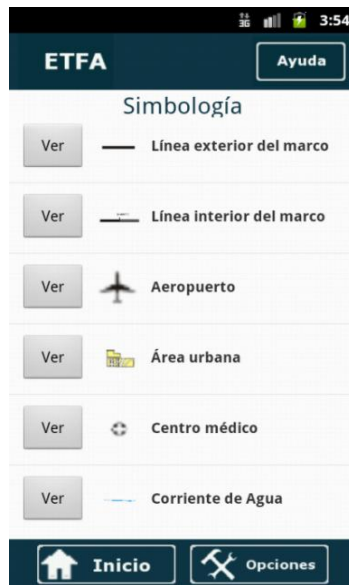 3G 3:54
ETFA Ayuda
Simbología
Ver Línea exterior del marco
Ver Línea interior del marco
Ver Aeropuerto
Ver Área urbana
Ver Centro médico
Ver Corriente de Agua
Inicio Opciones